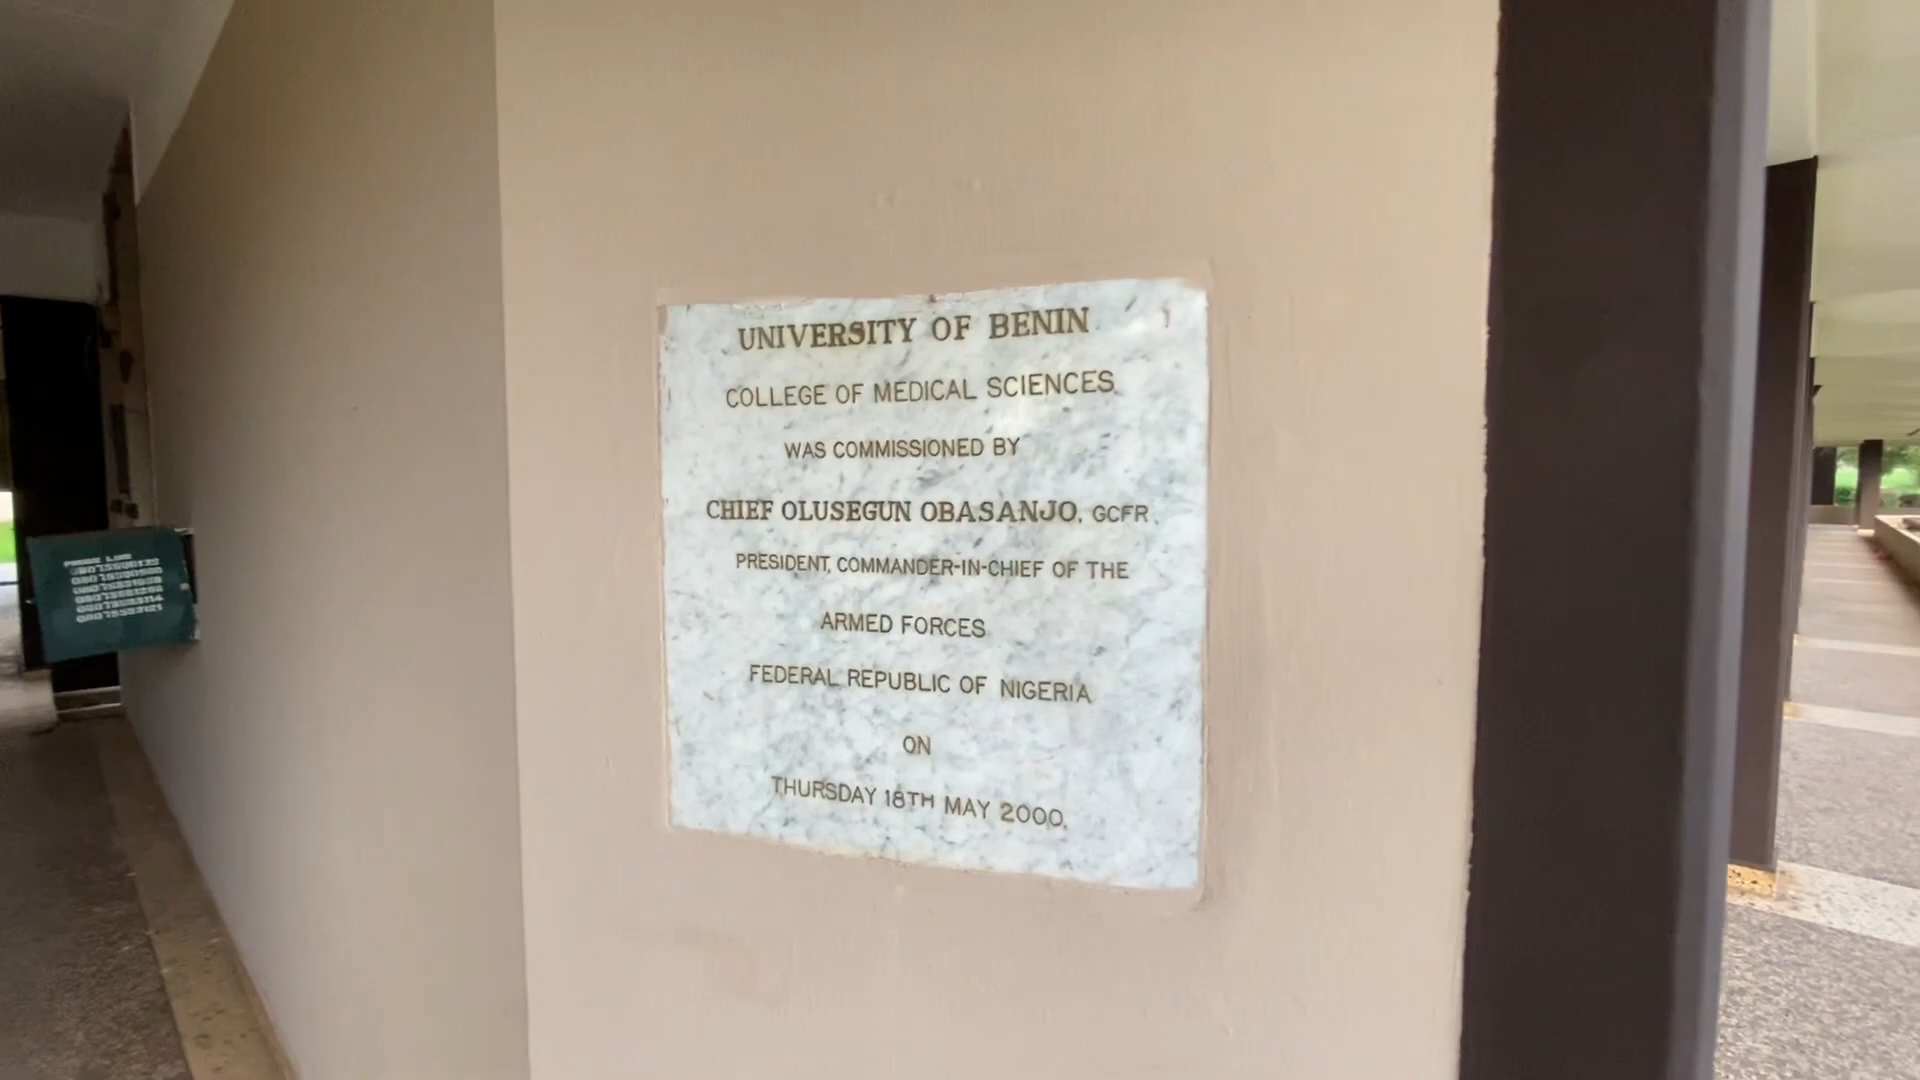 UNIVERSITY OF BENIN
COLLEGE OF MEDICAL SCIENCES
WAS COMMISSIONED BY
CHIEF OLUSEGUN OBASANJO, GCFR,
PRESIDENT, COMMANDER-IN-CHIEF OF THE
ARMED FORCES
FEDERAL REPUBLIC OF NIGERIA
ON
THURSDAY 18TH MAY 2000.